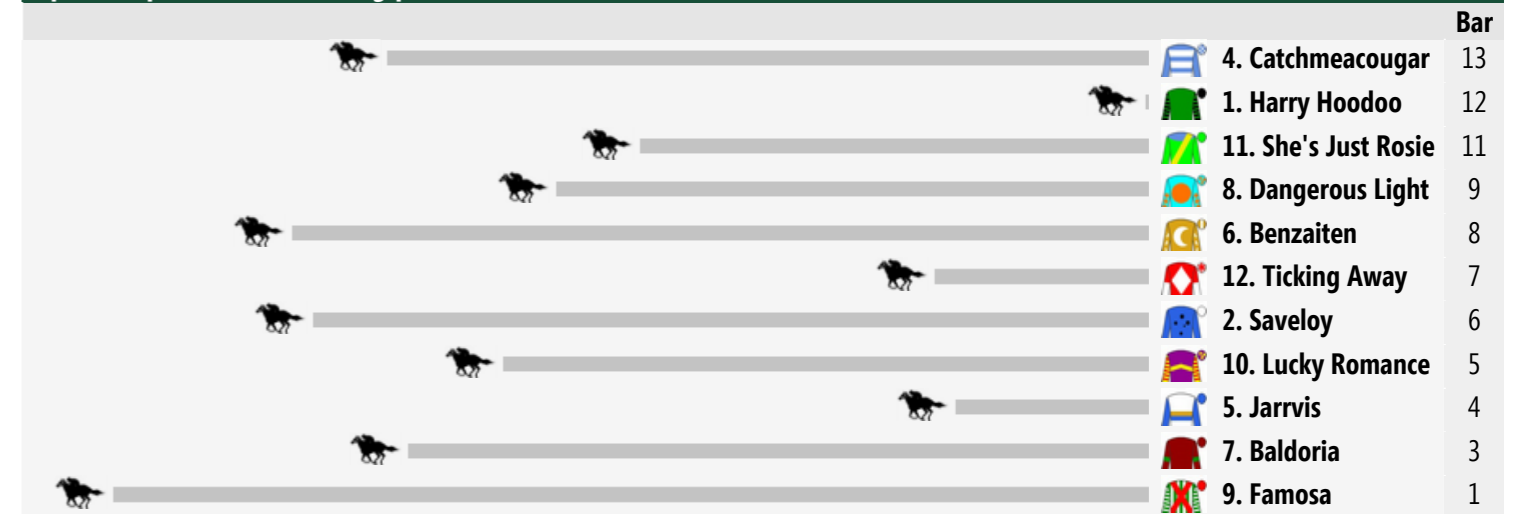 Bar
4. Catchmeacougar 13
1. Harry Hoodoo 12
11. She's Just Rosie 11
8. Dangerous Light 9
6. Benzaiten 8
12. Ticking Away 7
2. Saveloy 6
10. Lucky Romance 5
5. Jarrvis 4
7. Baldoria 3
9. Famosa 1